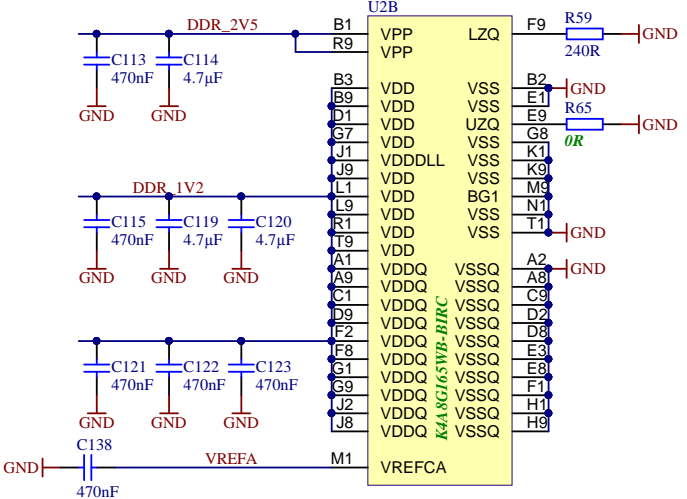 U2B
DDR_2V5
B1 VPP LZQ F9 R59 GND
R9 VPP 240R
C113 C114
470nF 4.7µF
GND GND
B3 VDD VSS B2 GND
B9 VDD VSS E1
D1 VDD UZQ E9 R65 GND
G7 VDD VSS G8 0R
J1 VDDDLL VSS K1
J9 VDD VSS K9
DDR_1V2
L1 VDD BG1 M9
L9 VDD VSS N1
R1 VDD VSS T1 GND
T9 VDD
C115 C119 C120
470nF 4.7µF 4.7µF
GND GND GND
A1 VDDQ VSSQ A2 GND
A9 VDDQ VSSQ A8
C1 VDDQ VSSQ C9
D9 VDDQ VSSQ D2
F2 VDDQ VSSQ D8
F8 VDDQ VSSQ E3
G1 VDDQ VSSQ E8
G9 VDDQ VSSQ F1
J2 VDDQ VSSQ H1
J8 VDDQ VSSQ H9
K4A8G165WB-BIRC
C121 C122 C123
470nF 470nF 470nF
GND GND GND
C138
GND VREFA M1 VREFCA
470nF